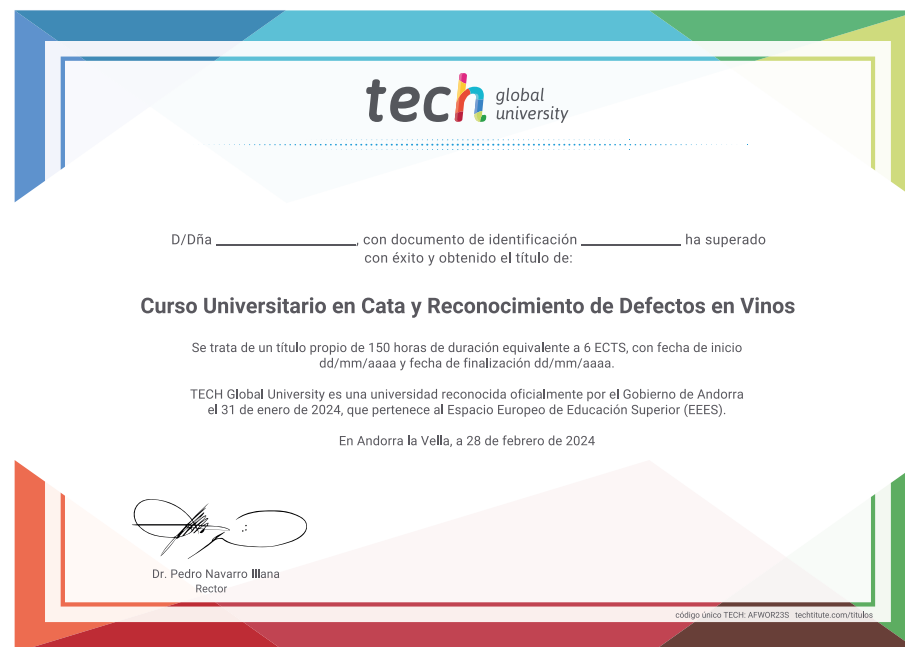 tech global university
D/Dña ______________, con documento de identificación __________ ha superado
con éxito y obtenido el título de:
Curso Universitario en Cata y Reconocimiento de Defectos en Vinos
Se trata de un título propio de 150 horas de duración equivalente a 6 ECTS, con fecha de inicio
dd/mm/aaaa y fecha de finalización dd/mm/aaaa.
TECH Global University es una universidad reconocida oficialmente por el Gobierno de Andorra
el 31 de enero de 2024, que pertenece al Espacio Europeo de Educación Superior (EEES).
En Andorra la Vella, a 28 de febrero de 2024
Dr. Pedro Navarro Illana
Rector
código único TECH: AFWOR23S techtitute.com/titulos